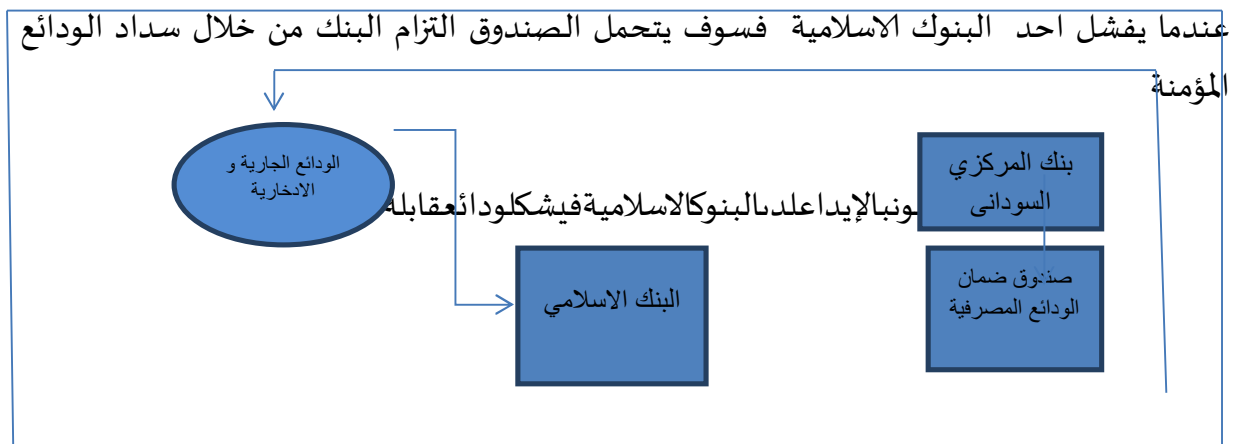 عندما يفشل احد البنوك الاسلامية فسوف يتحمل الصندوق التزام البنك من خلال سداد الودائع
المؤمنة
الودائع الجارية و
الادخارية
بنك المركزي
السودانى
ونبالإيداعلدىالبنوكالاسلاميةفيشكلودائعقابلة
صندوق ضمان
الودائع المصرفية
البنك الاسلامي